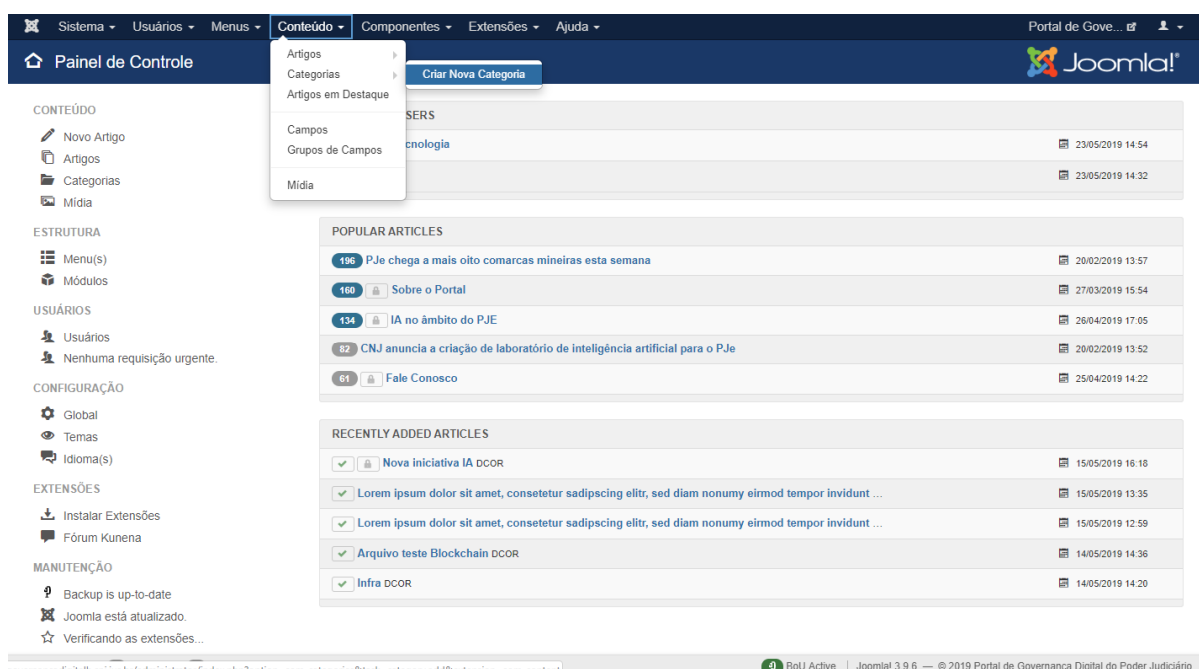 Sistema Usuários Menus Conteúdo Componentes Extensões Ajuda Portal de Gove...
Painel de Controle
Joomla!®
Artigos
Categorias
Criar Nova Categoria
Artigos em Destaque
Campos
Grupos de Campos
Mídia
CONTEÚDO
Novo Artigo
Artigos
Categorias
Mídia
ESTRUTURA
Menu(s)
Módulos
USUÁRIOS
Usuários
Nenhuma requisição urgente.
CONFIGURAÇÃO
Global
Temas
Idioma(s)
EXTENSÕES
Instalar Extensões
Fórum Kunena
MANUTENÇÃO
Backup is up-to-date
Joomla está atualizado.
Verificando as extensões...
SERS
cnologia 23/05/2019 14:54
23/05/2019 14:32
POPULAR ARTICLES
196 PJe chega a mais oito comarcas mineiras esta semana 20/02/2019 13:57
160 Sobre o Portal 27/03/2019 15:54
134 IA no âmbito do PJE 26/04/2019 17:05
82 CNJ anuncia a criação de laboratório de inteligência artificial para o PJe 20/02/2019 13:52
61 Fale Conosco 25/04/2019 14:22
RECENTLY ADDED ARTICLES
Nova iniciativa IA DCOR 15/05/2019 16:18
Lorem ipsum dolor sit amet, consetetur sadipscing elitr, sed diam nonumy eirmod tempor invidunt ... 15/05/2019 13:35
Lorem ipsum dolor sit amet, consetetur sadipscing elitr, sed diam nonumy eirmod tempor invidunt ... 15/05/2019 12:59
Arquivo teste Blockchain DCOR 14/05/2019 14:36
Infra DCOR 14/05/2019 14:20
BoU Active | Joomla! 3.9.6 — © 2019 Portal de Governança Digital do Poder Judiciário